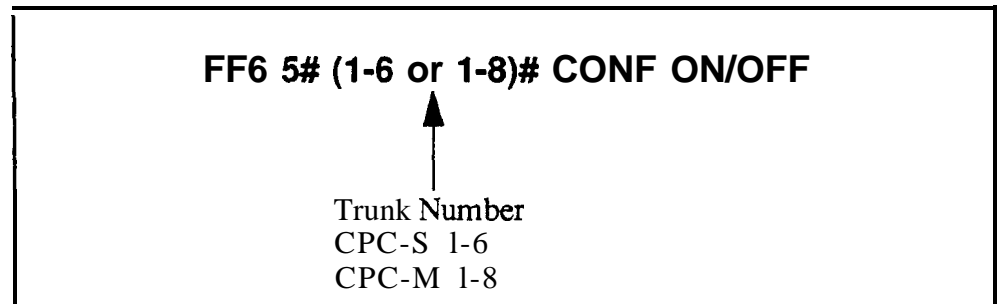 FF6 5# (1-6 or 1-8)# CONF ON/OFF
Trunk Number
CPC-S 1-6
CPC-M 1-8